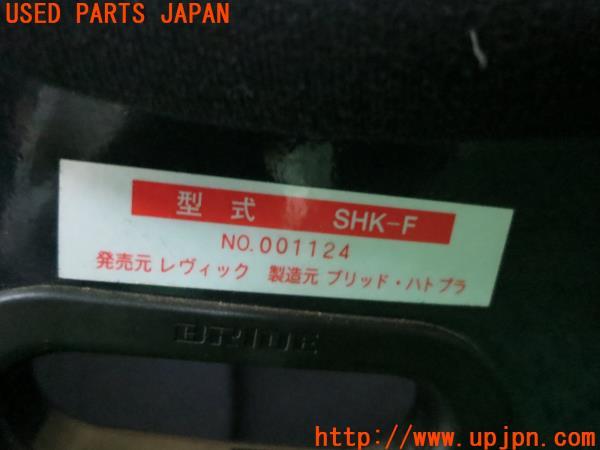 USED PARTS JAPAN
型式 SHK-F
NO.001124
発売元 レヴィック 製造元 ブリッド・ハトプラ
BRIDE
http://www.upjpn.com/